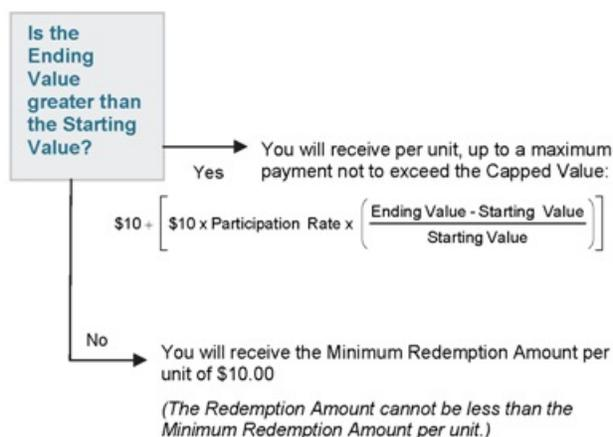 Is the
Ending
Value
greater than
the Starting
Value?
Yes
You will receive per unit, up to a maximum
payment not to exceed the Capped Value:
$10 + [ $10 x Participation Rate x ( Ending Value - Starting Value
Starting Value ) ]
No
You will receive the Minimum Redemption Amount per
unit of $10.00
(The Redemption Amount cannot be less than the
Minimum Redemption Amount per unit.)